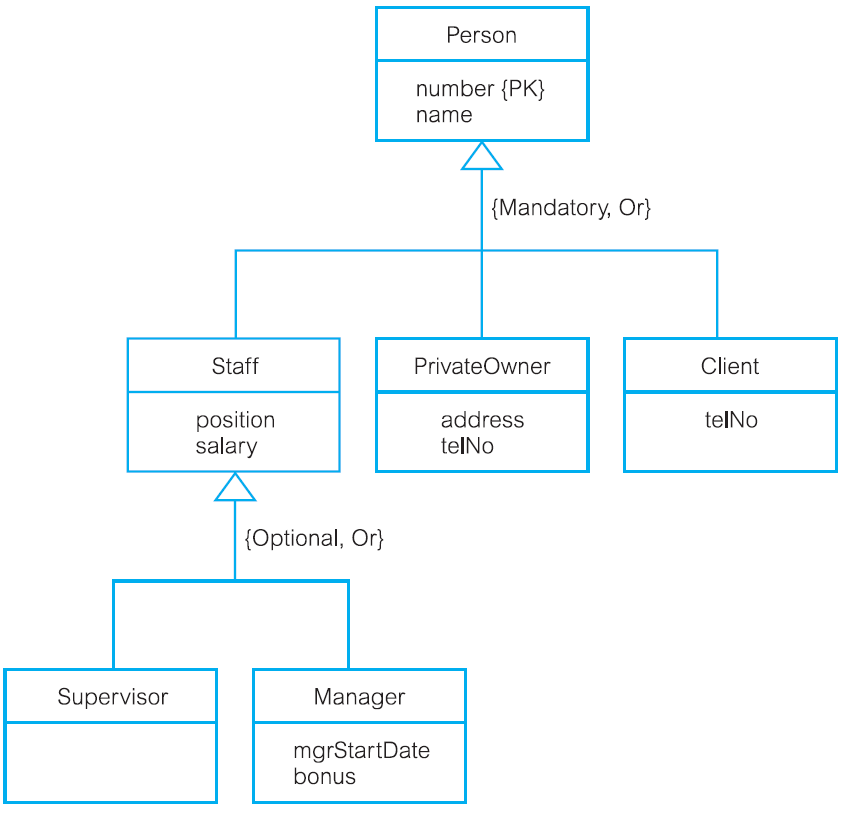 Person
number {PK}
name
{Mandatory, Or}
Staff
position
salary
PrivateOwner
address
telNo
Client
telNo
{Optional, Or}
Supervisor
Manager
mgrStartDate
bonus